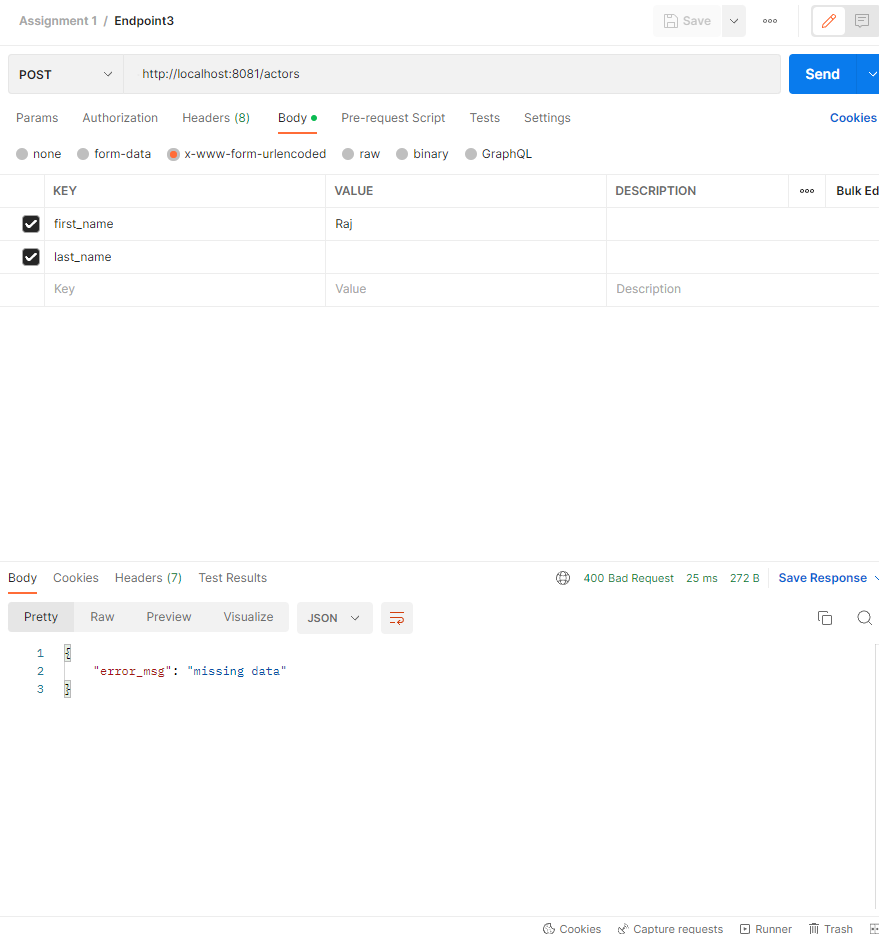 Assignment 1 / Endpoint3
Save
POST http://localhost:8081/actors Send
Params Authorization Headers (8) Body Pre-request Script Tests Settings Cookies
none form-data x-www-form-urlencoded raw binary GraphQL
KEY VALUE DESCRIPTION Bulk Ed
first_name Raj
last_name
Key Value Description
Body Cookies Headers (7) Test Results 400 Bad Request 25 ms 272 B Save Response
Pretty Raw Preview Visualize JSON
1 {
2 "error_msg": "missing data"
3 }
Cookies Capture requests Runner Trash